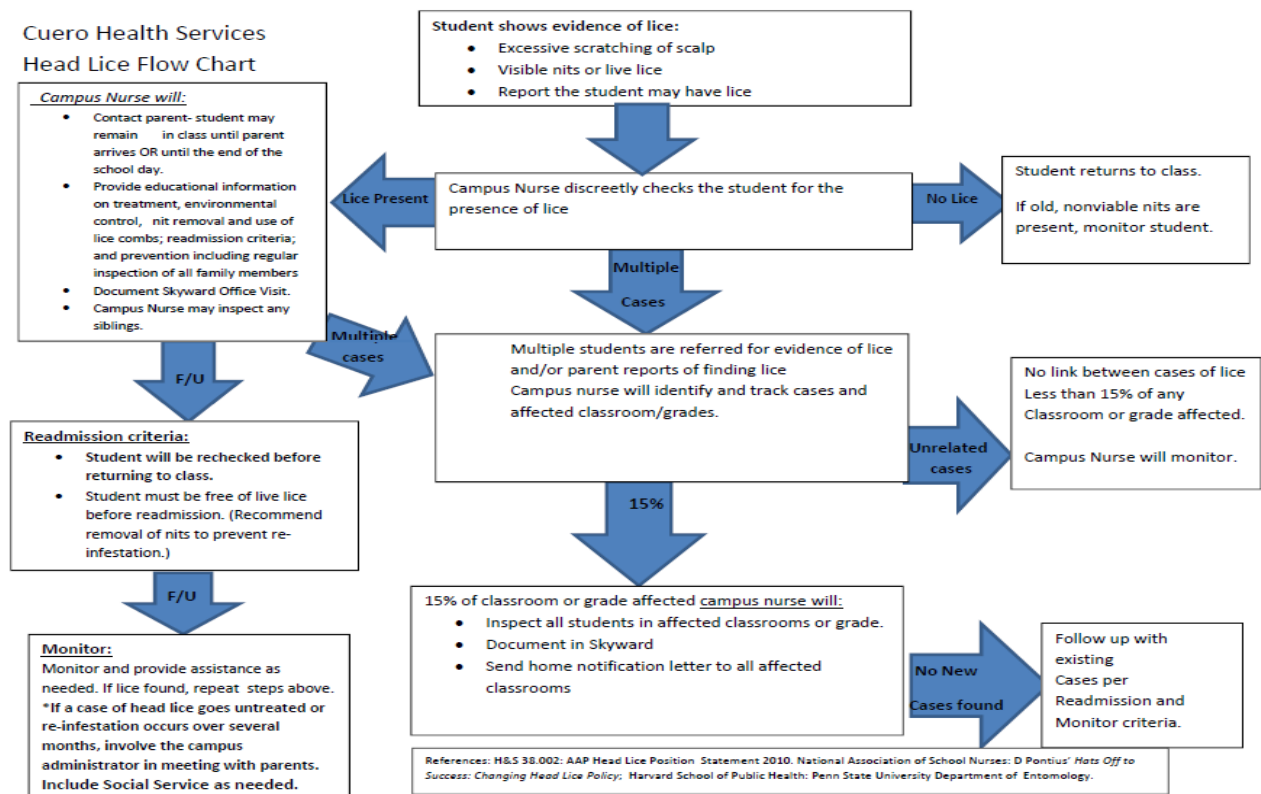 Cuero Health Services
Head Lice Flow Chart
Student shows evidence of lice:
• Excessive scratching of scalp
• Visible nits or live lice
• Report the student may have lice
Campus Nurse will:
• Contact parent- student may
remain in class until parent
arrives OR until the end of the
school day.
• Provide educational information
on treatment, environmental
control, nit removal and use of
lice combs; readmission criteria;
and prevention including regular
inspection of all family members
• Document Skyward Office Visit.
• Campus Nurse may inspect any
siblings.
Lice Present
Campus Nurse discreetly checks the student for the
presence of lice
No Lice
Student returns to class.
If old, nonviable nits are
present, monitor student.
Multiple
Cases
Multiple
cases
Multiple students are referred for evidence of lice
and/or parent reports of finding lice
Campus nurse will identify and track cases and
affected classroom/grades.
Unrelated
cases
No link between cases of lice
Less than 15% of any
Classroom or grade affected.
Campus Nurse will monitor.
F/U
Readmission criteria:
• Student will be rechecked before
returning to class.
• Student must be free of live lice
before readmission. (Recommend
removal of nits to prevent re-
infestation.)
15%
F/U
15% of classroom or grade affected campus nurse will:
• Inspect all students in affected classrooms or grade.
• Document in Skyward
• Send home notification letter to all affected
classrooms
No New
Cases found
Follow up with
existing
Cases per
Readmission and
Monitor criteria.
Monitor:
Monitor and provide assistance as
needed. If lice found, repeat steps above.
*If a case of head lice goes untreated or
re-infestation occurs over several
months, involve the campus
administrator in meeting with parents.
Include Social Service as needed.
References: H&S 38.002: AAP Head Lice Position Statement 2010. National Association of School Nurses: D Pontius' Hats Off to
Success: Changing Head Lice Policy; Harvard School of Public Health: Penn State University Department of Entomology.